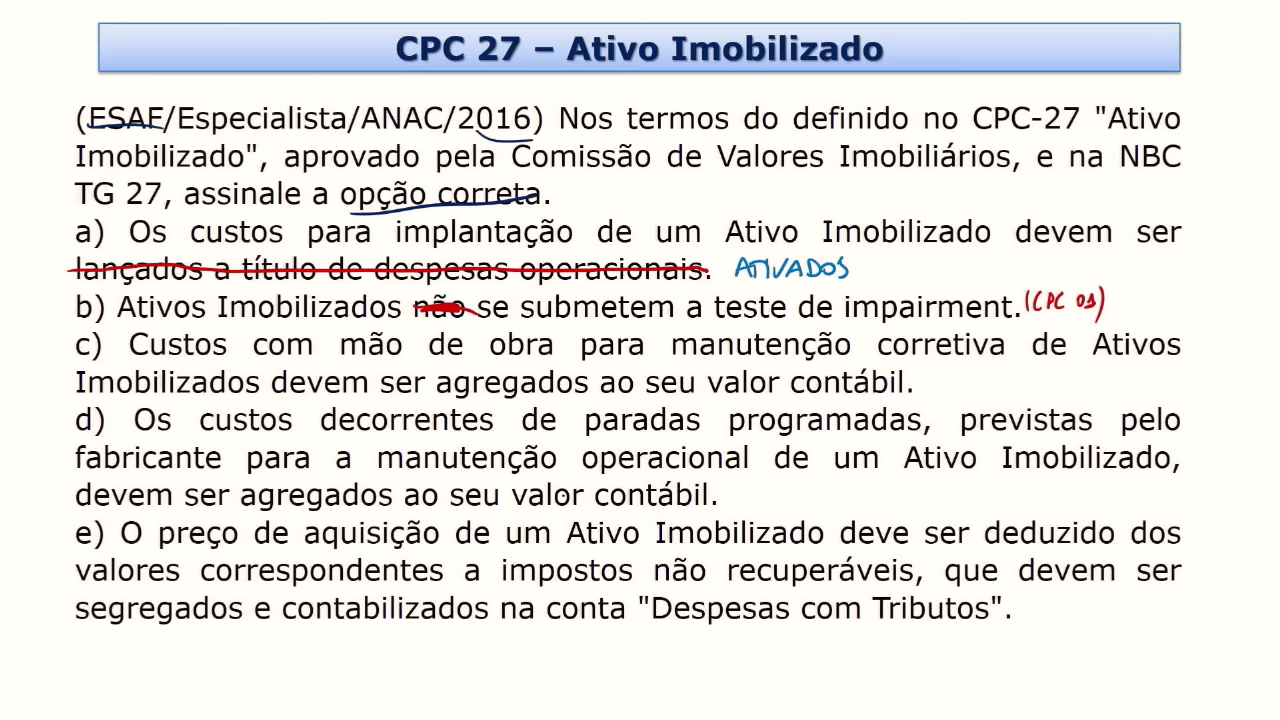 CPC 27 – Ativo Imobilizado
(ESAF/Especialista/ANAC/2016) Nos termos do definido no CPC-27 "Ativo
Imobilizado", aprovado pela Comissão de Valores Imobiliários, e na NBC
TG 27, assinale a opção correta.
a) Os custos para implantação de um Ativo Imobilizado devem ser
lançados a título de despesas operacionais. ATIVADOS
b) Ativos Imobilizados não se submetem a teste de impairment. (CPC 01)
c) Custos com mão de obra para manutenção corretiva de Ativos
Imobilizados devem ser agregados ao seu valor contábil.
d) Os custos decorrentes de paradas programadas, previstas pelo
fabricante para a manutenção operacional de um Ativo Imobilizado,
devem ser agregados ao seu valor contábil.
e) O preço de aquisição de um Ativo Imobilizado deve ser deduzido dos
valores correspondentes a impostos não recuperáveis, que devem ser
segregados e contabilizados na conta "Despesas com Tributos".